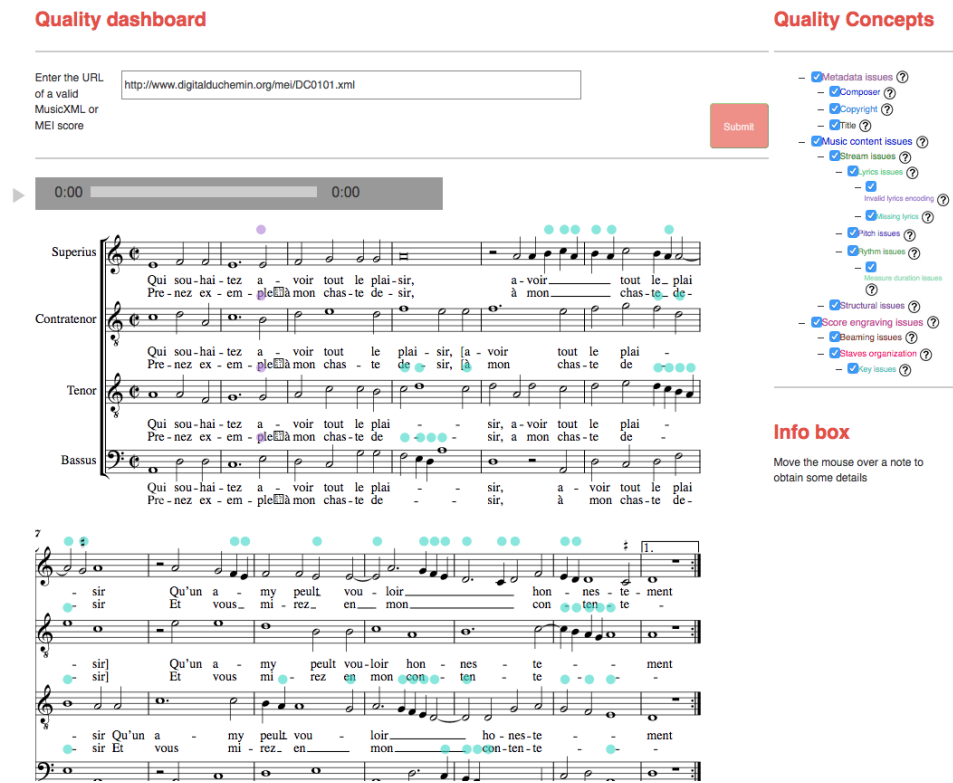 Quality dashboard
Quality Concepts
Enter the URL
of a valid
MusicXML or
MEI score
http://www.digitalduchemin.org/mei/DC0101.xml
Submit
– Metadata issues ?
– Composer ?
– Copyright ?
– Title ?
– Music content issues ?
– Stream issues ?
– Lyrics issues ?
–
Invalid lyrics encoding ?
– Missing lyrics ?
– Pitch issues ?
– Rythm issues ?
–
Measure duration issues
?
– Structural issues ?
– Score engraving issues ?
– Beaming issues ?
– Staves organization ?
– Key issues ?
Info box
Move the mouse over a note to
obtain some details
0:00 0:00
Superius
Qui sou-hai-tez a - voir tout le plai-sir, a-voir tout le plai
Pre-nez ex-em-ple à mon chas-te de-sir, à mon chas-te de-
Contratenor
Qui sou-hai-tez a - voir tout le plai-sir, [a-voir tout le plai -
Pre-nez ex-em-ple à mon chas-te de-sir, [à mon chas-te de -
Tenor
Qui sou-hai-tez a - voir tout le plai - sir, a-voir tout le plai -
Pre-nez ex-em-ple à mon chas-te de - sir, a mon chas-te de -
Bassus
Qui sou-hai-tez a - voir tout le plai - sir, a - voir tout le plai
Pre-nez ex-em-ple à mon chas-te de - sir, à mon chas-te de-
7
1.
- sir Qu'un a - my peult vou-loir hon - nes - te - ment
- sir Et vous mi-rez en mon con - ten - te -
- sir] Qu'un a - my peult vou-loir hon - nes - te - ment
- sir] Et vous mi - rez en mon con - ten - te
- sir Qu'un a - my peult vou - loir ho-nes-te - ment
- sir Et vous mi-rez en mon con-ten-te -